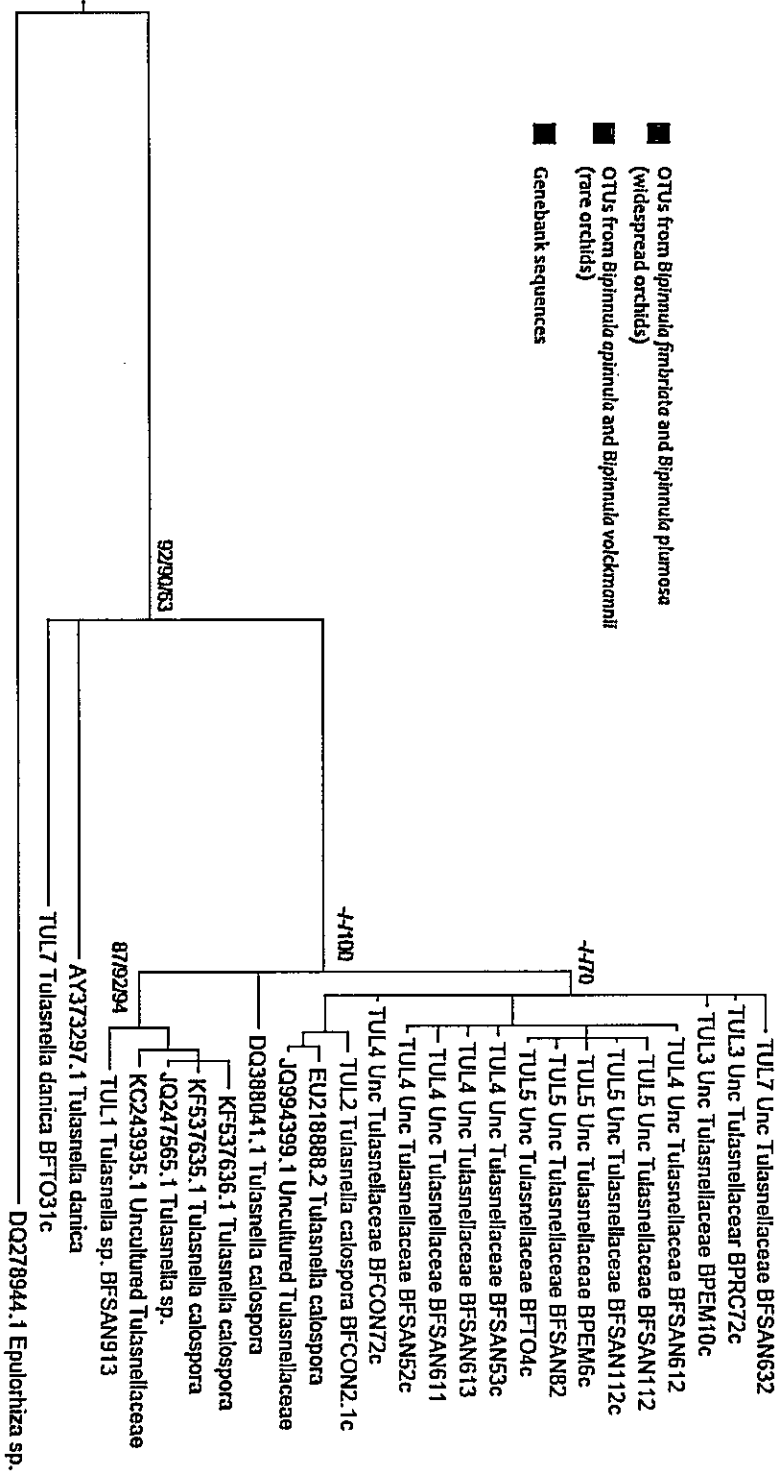 OTUs from Bipinnula fimbriata and Bipinnula plumosa
(widespread orchids)
OTUs from Bipinnula apinnula and Bipinnula volckmannii
(rare orchids)
Genebank sequences
92/90/63
-/-/100
-/-/70
87/92/94
TUL7 Unc Tulasnellaceae BFSAN632
TUL3 Unc Tulasnellacear BPRC72c
TUL3 Unc Tulasnellaceae BPEM10c
TUL4 Unc Tulasnellaceae BFSAN612
TUL5 Unc Tulasnellaceae BFSAN112
TUL5 Unc Tulasnellaceae BFSAN112c
TUL5 Unc Tulasnellaceae BPEM6c
TUL5 Unc Tulasnellaceae BFSAN82
TUL5 Unc Tulasnellaceae BFTO4c
TUL4 Unc Tulasnellaceae BFSAN53c
TUL4 Unc Tulasnellaceae BFSAN613
TUL4 Unc Tulasnellaceae BFSAN611
TUL4 Unc Tulasnellaceae BFSAN52c
TUL4 Unc Tulasnellaceae BFCON72c
TUL2 Tulasnella calospora BFCON2.1c
EU218888.2 Tulasnella calospora
JQ994399.1 Uncultured Tulasnellaceae
DQ388041.1 Tulasnella calospora
KF537636.1 Tulasnella calospora
KF537635.1 Tulasnella calospora
JQ247565.1 Tulasnella sp.
KC243935.1 Uncultured Tulasnellaceae
TUL1 Tulasnella sp. BFSAN913
AY373297.1 Tulasnella danica
TUL7 Tulasnella danica BFTO31c
DQ278944.1 Epulorhiza sp.